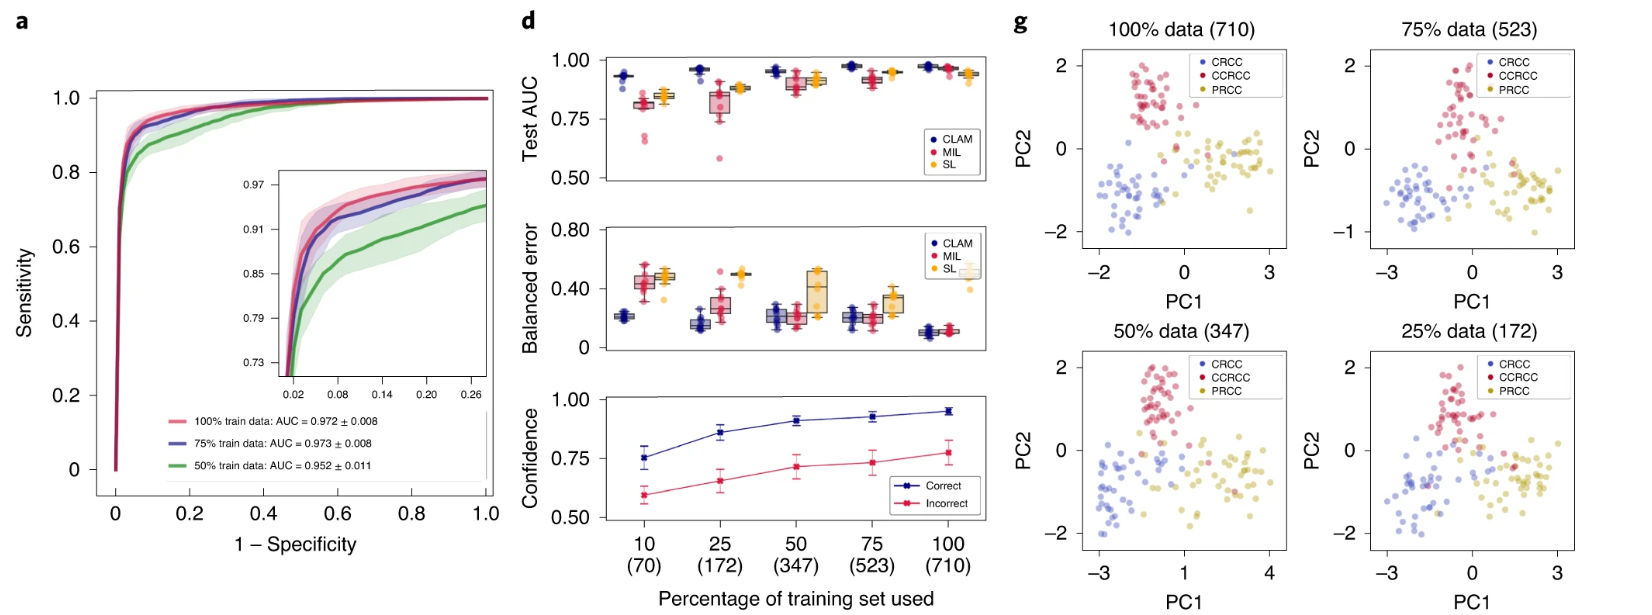 a
Sensitivity
1.0
0.8
0.6
0.4
0.2
0
0.97
0.91
0.85
0.79
0.73
0.02 0.08 0.14 0.20 0.26
100% train data: AUC = 0.972 ± 0.008
75% train data: AUC = 0.973 ± 0.008
50% train data: AUC = 0.952 ± 0.011
0 0.2 0.4 0.6 0.8 1.0
1 – Specificity
d
Test AUC
1.00
0.75
0.50
CLAM
MIL
SL
Balanced error
0.80
0.40
0
CLAM
MIL
SL
Confidence
1.00
0.75
0.50
Correct
Incorrect
10 25 50 75 100
(70) (172) (347) (523) (710)
Percentage of training set used
g
100% data (710)
PC2
2
0
−2
CRCC
CCRCC
PRCC
−2 0 3
PC1
75% data (523)
PC2
2
0
−1
CRCC
CCRCC
PRCC
−3 0 3
PC1
50% data (347)
PC2
2
0
−2
CRCC
CCRCC
PRCC
−3 1 4
PC1
25% data (172)
PC2
2
0
−2
CRCC
CCRCC
PRCC
−3 0 3
PC1